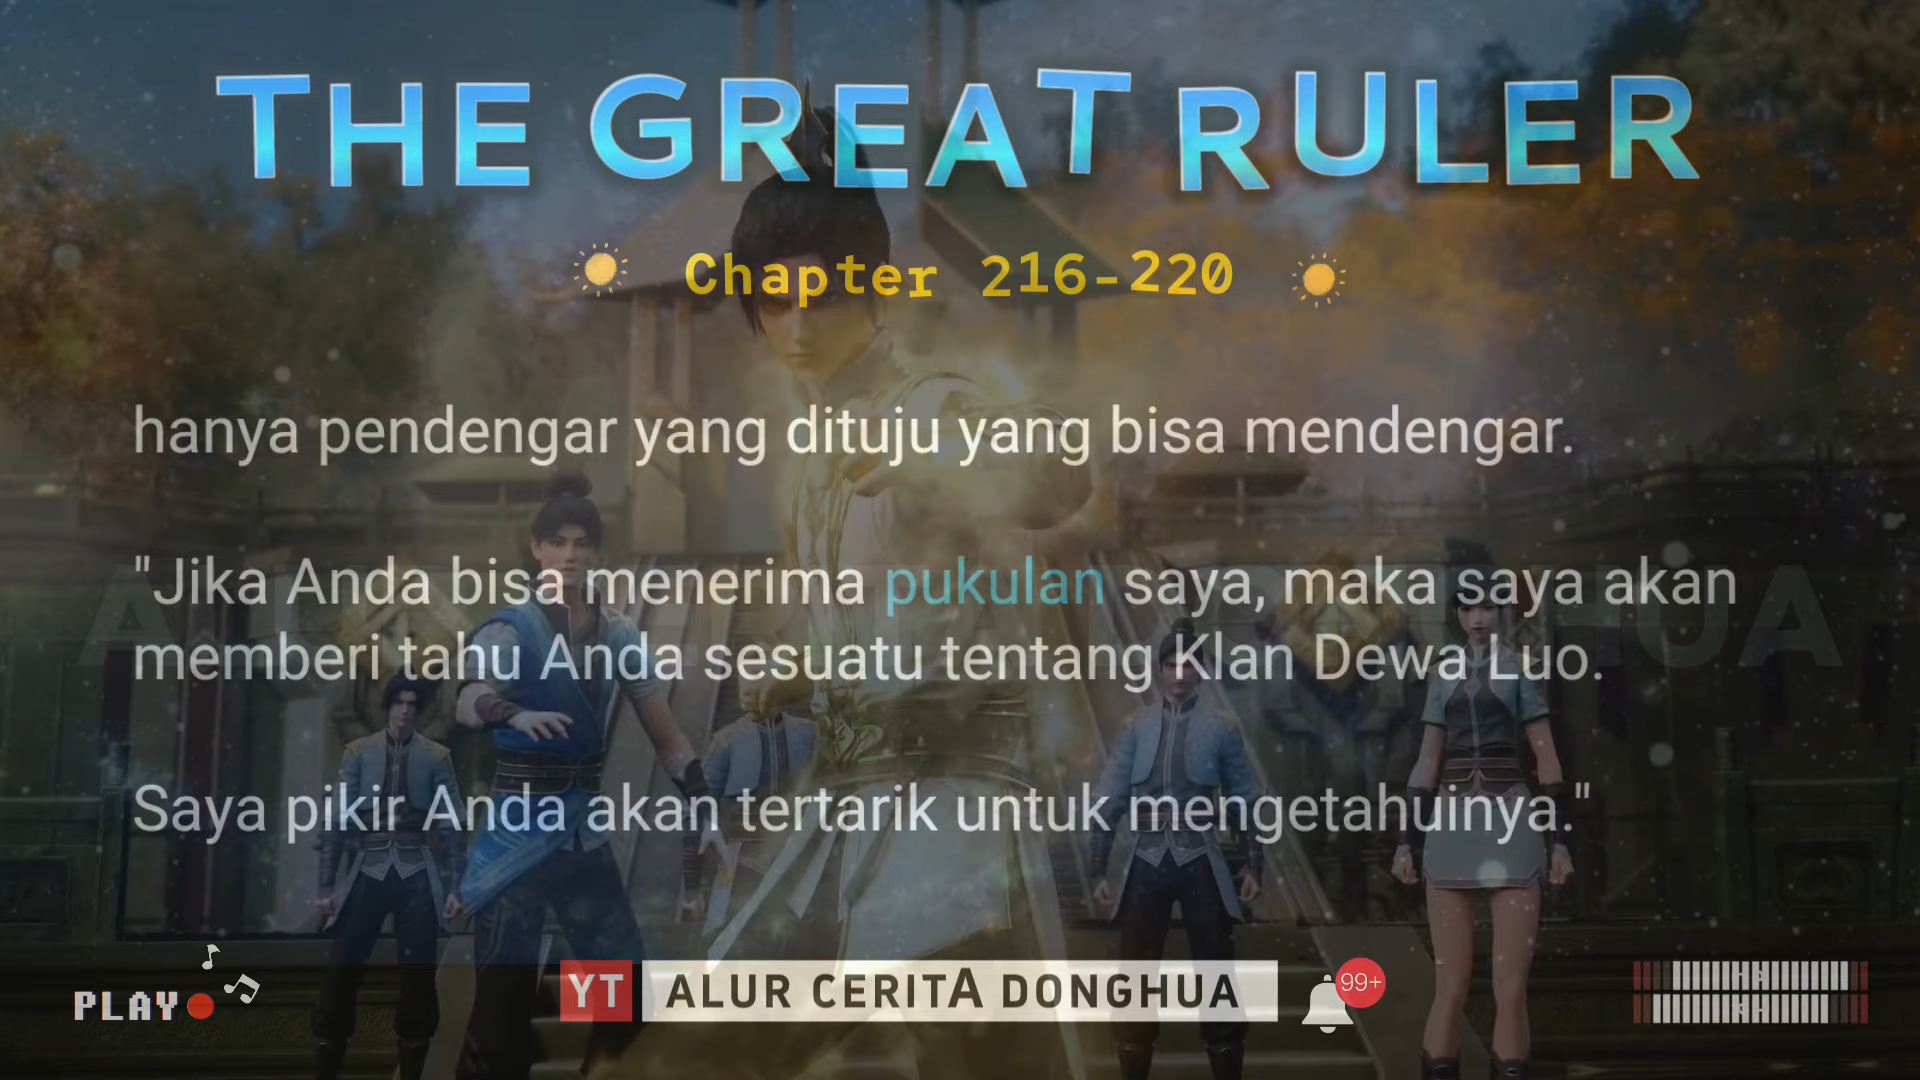 THE GREAT RULER
Chapter 216-220
hanya pendengar yang dituju yang bisa mendengar.
"Jika Anda bisa menerima pukulan saya, maka saya akan
memberi tahu Anda sesuatu tentang Klan Dewa Luo.
Saya pikir Anda akan tertarik untuk mengetahuinya."
PLAY
YT ALUR CERITA DONGHUA
99+